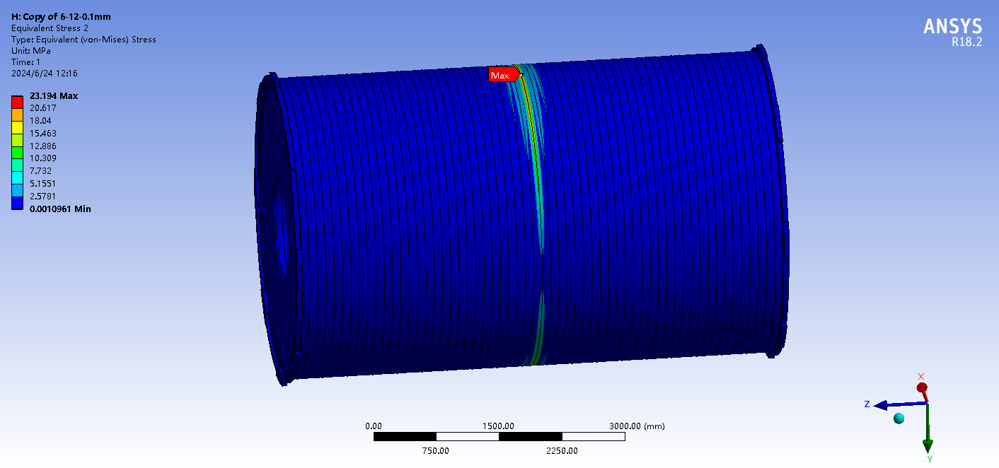 H: Copy of 6-12-0.1mm
Equivalent Stress 2
Type: Equivalent (von-Mises) Stress
Unit: MPa
Time: 1
2024/6/24 12:16
23.194 Max
20.617
18.04
15.463
12.886
10.309
7.732
5.1551
2.5781
0.0010961 Min
ANSYS
R18.2
Max
0.00
1500.00
3000.00 (mm)
750.00
2250.00
X
Z
Y